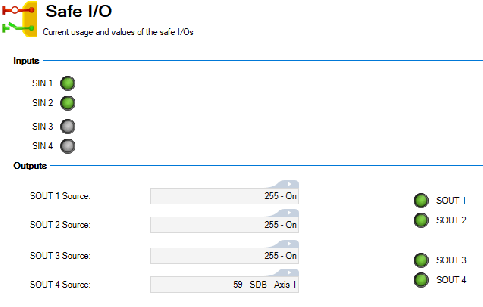 Safe I/O
Current usage and values of the safe I/Os
Inputs
SIN 1
SIN 2
SIN 3
SIN 4
Outputs
SOUT 1 Source: 255 - On SOUT 1
SOUT 2 Source: 255 - On SOUT 2
SOUT 3 Source: 255 - On SOUT 3
SOUT 4 Source: 59 - SDB - Axis 1 SOUT 4